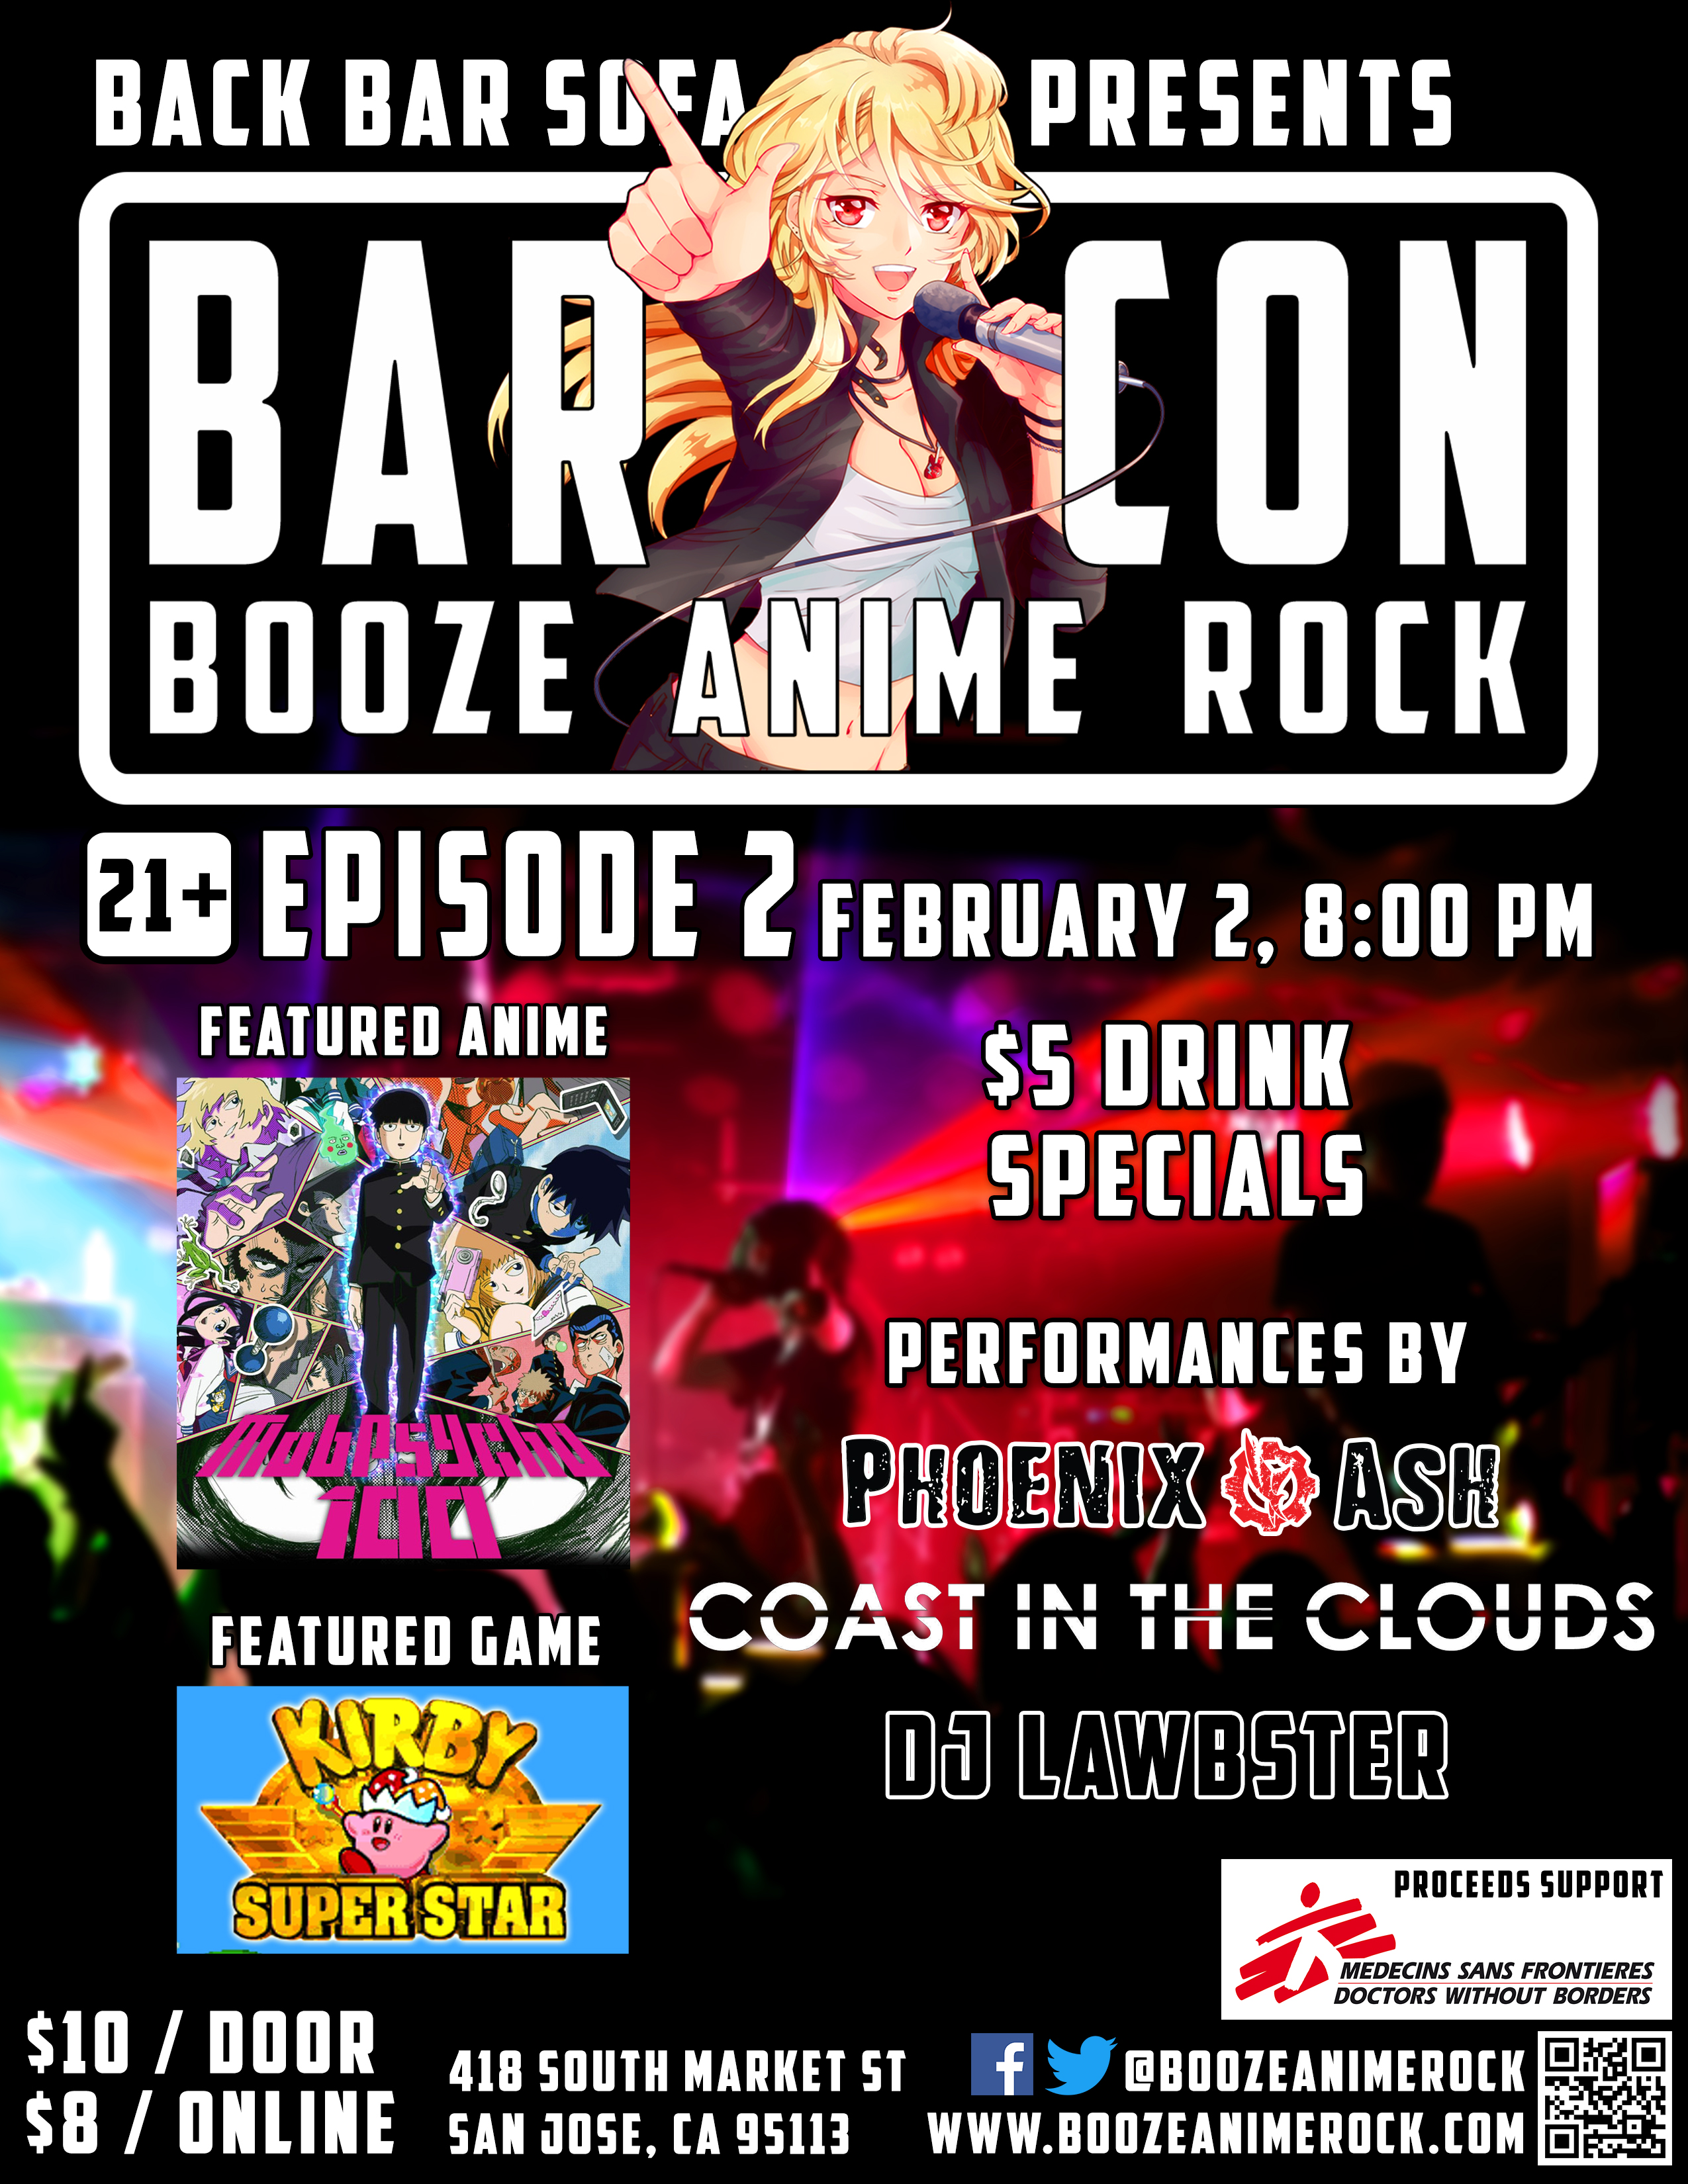 BACK BAR SOFA PRESENTS
BAR CON
BOOZE ANIME ROCK
21+ EPISODE 2 FEBRUARY 2, 8:00 PM
FEATURED ANIME
Mob Psycho
100
FEATURED GAME
KIRBY
SUPER STAR
$5 DRINK
SPECIALS
PERFORMANCES BY
PHOENIX ASH
COAST IN THE CLOUDS
DJ LAWBSTER
PROCEEDS SUPPORT
MEDECINS SANS FRONTIERES
DOCTORS WITHOUT BORDERS
$10 / DOOR
$8 / ONLINE
418 SOUTH MARKET ST
SAN JOSE, CA 95113
@BOOZEANIMEROCK
WWW.BOOZEANIMEROCK.COM